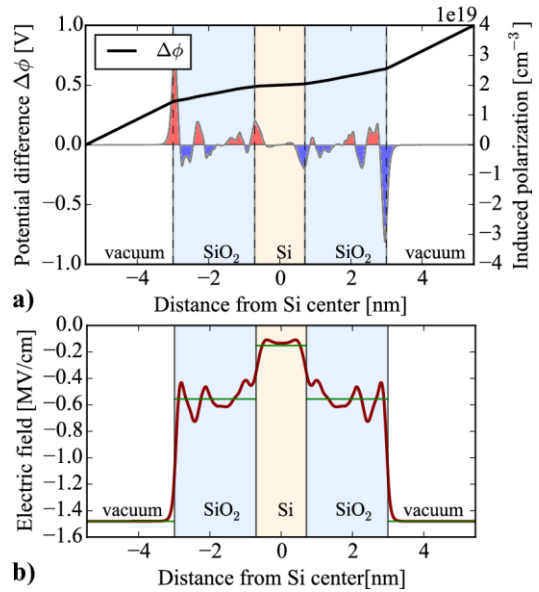 1e19
Δϕ
Potential difference Δϕ [V]
1.0
0.5
0.0
−0.5
−1.0
4
3
2
1
0
−1
−2
−3
−4
Induced polarization [cm⁻³]
vacuum SiO₂ Si SiO₂ vacuum
−4 −2 0 2 4
a) Distance from Si center [nm]
Electric field [MV/cm]
0.0
−0.2
−0.4
−0.6
−0.8
−1.0
−1.2
−1.4
−1.6
vacuum SiO₂ Si SiO₂ vacuum
−4 −2 0 2 4
b) Distance from Si center[nm]